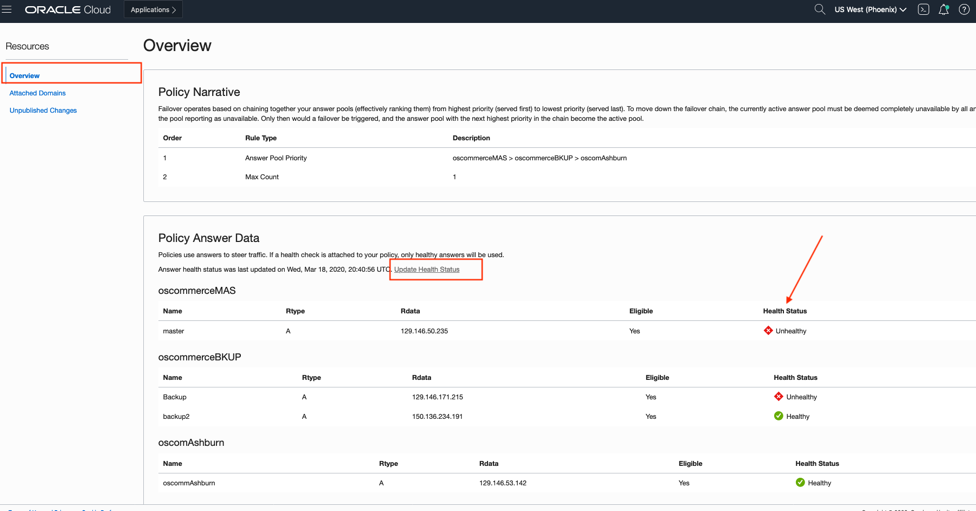 ORACLE Cloud
Applications
US West (Phoenix)
Resources
Overview
Attached Domains
Unpublished Changes
Overview
Policy Narrative
Failover operates based on chaining together your answer pools (effectively ranking them) from highest priority (served first) to lowest priority (served last). To move down the failover chain, the currently active answer pool must be deemed completely unavailable by all an
the pool reporting as unavailable. Only then would a failover be triggered, and the answer pool with the next highest priority in the chain become the active pool.
Order Rule Type Description
1 Answer Pool Priority oscommerceMAS > oscommerceBKUP > oscomAshburn
2 Max Count 1
Policy Answer Data
Policies use answers to steer traffic. If a health check is attached to your policy, only healthy answers will be used.
Answer health status was last updated on Wed, Mar 18, 2020, 20:40:56 UTC. Update Health Status
oscommerceMAS
Name Rtype Rdata Eligible Health Status
master A 129.146.50.235 Yes Unhealthy
oscommerceBKUP
Name Rtype Rdata Eligible Health Status
Backup A 129.146.171.215 Yes Unhealthy
backup2 A 150.136.234.191 Yes Healthy
oscomAshburn
Name Rtype Rdata Eligible Health Status
oscommAshburn A 129.146.53.142 Yes Healthy